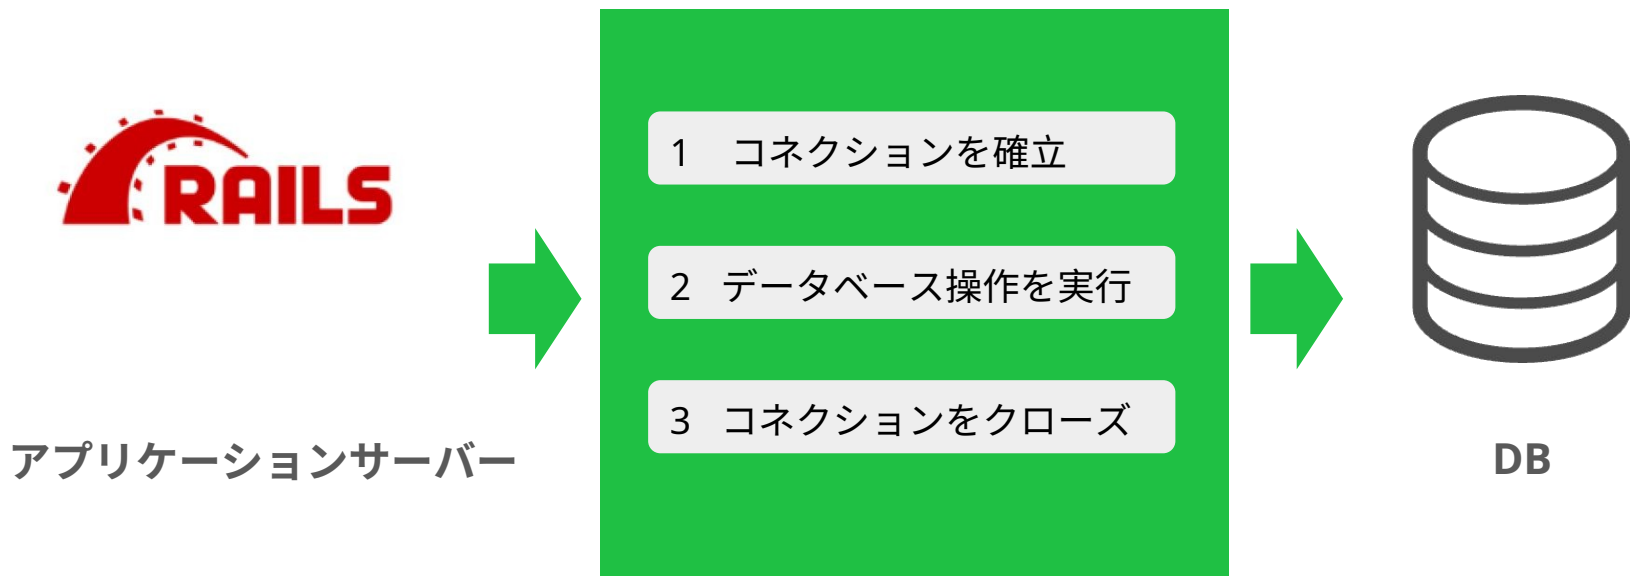 RAILS
1 コネクションを確立
2 データベース操作を実行
3 コネクションをクローズ
アプリケーションサーバー
DB